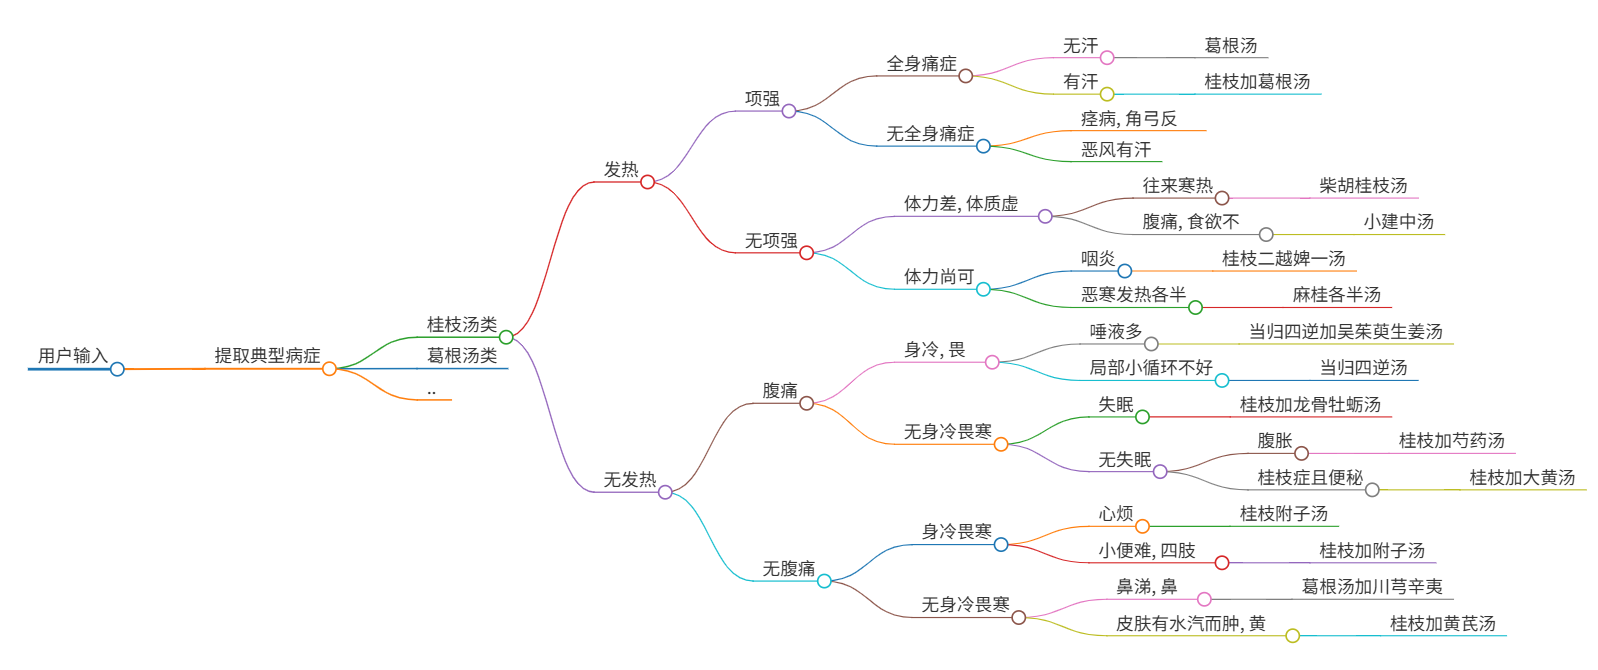 用户输入
提取典型病症
桂枝汤类
发热
项强
全身痛症
无汗
葛根汤
有汗
桂枝加葛根汤
无全身痛症
痉病, 角弓反
恶风有汗
无项强
体力差, 体质虚
往来寒热
柴胡桂枝汤
腹痛, 食欲不
小建中汤
体力尚可
咽炎
桂枝二越婢一汤
恶寒发热各半
麻桂各半汤
无发热
腹痛
身冷, 畏
唾液多
当归四逆加吴茱萸生姜汤
局部小循环不好
当归四逆汤
无身冷畏寒
失眠
桂枝加龙骨牡蛎汤
无失眠
腹胀
桂枝加芍药汤
桂枝症且便秘
桂枝加大黄汤
无腹痛
身冷畏寒
心烦
桂枝附子汤
小便难, 四肢
桂枝加附子汤
无身冷畏寒
鼻涕, 鼻
葛根汤加川芎辛夷
皮肤有水汽而肿, 黄
桂枝加黄芪汤
葛根汤类
..